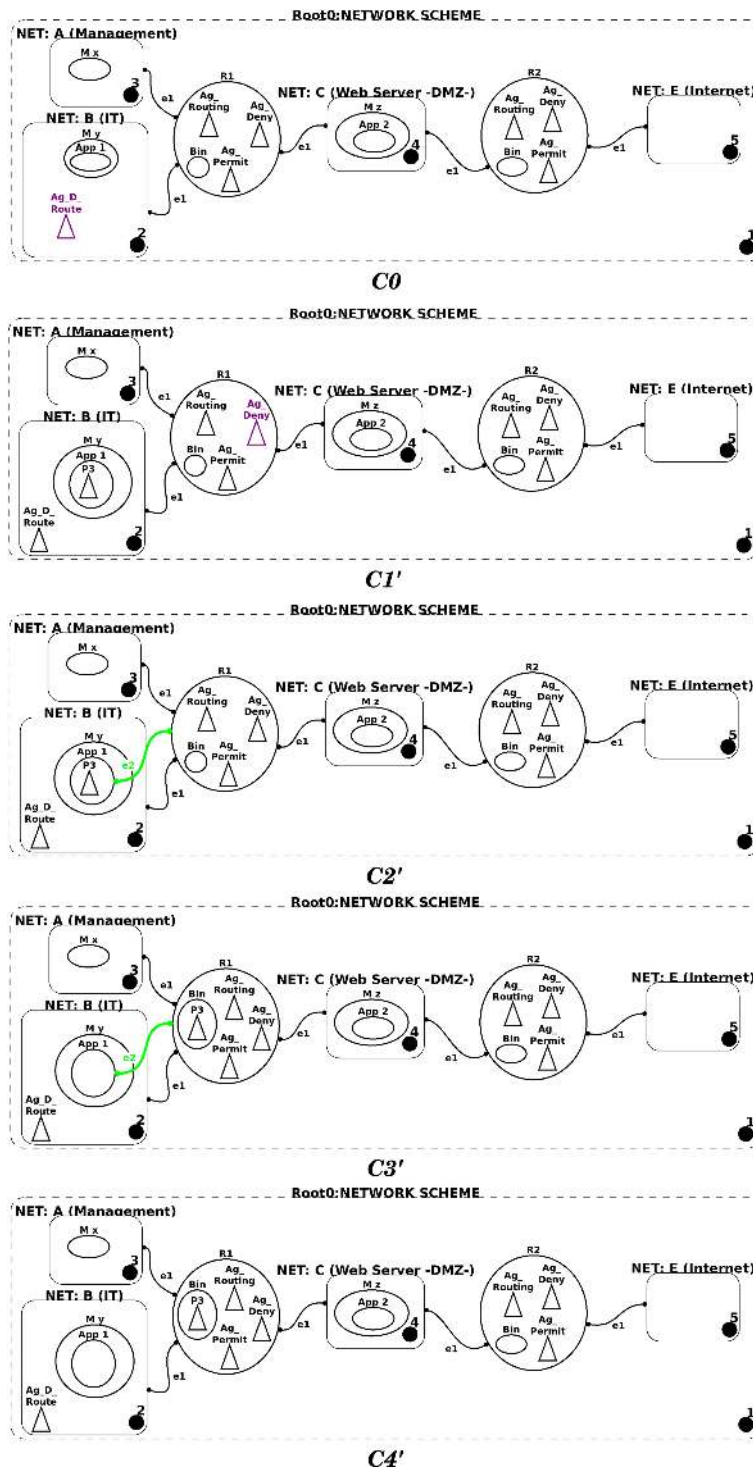 Root0:NETWORK SCHEME
NET: A (Management)
M x
3
e1
R1
Ag_
Routing
Ag_
Deny
Bin
Ag_
Permit
NET: B (IT)
M y
App 1
Ag_D_
Route
2
e1
NET: C (Web Server -DMZ-)
M z
App 2
4
e1
e1
R2
Ag_
Routing
Ag_
Deny
Bin
Ag_
Permit
e1
NET: E (Internet)
5
1
C0
Root0:NETWORK SCHEME
NET: A (Management)
M x
3
e1
R1
Ag_
Routing
Ag_
Deny
Bin
Ag_
Permit
NET: B (IT)
M y
App 1
P3
Ag_D_
Route
2
e1
NET: C (Web Server -DMZ-)
M z
App 2
4
e1
e1
R2
Ag_
Routing
Ag_
Deny
Bin
Ag_
Permit
e1
NET: E (Internet)
5
1
C1'
Root0:NETWORK SCHEME
NET: A (Management)
M x
3
e1
R1
Ag_
Routing
Ag_
Deny
Bin
Ag_
Permit
NET: B (IT)
M y
App 1
P3
e2
Ag_D_
Route
2
e1
NET: C (Web Server -DMZ-)
M z
App 2
4
e1
e1
R2
Ag_
Routing
Ag_
Deny
Bin
Ag_
Permit
e1
NET: E (Internet)
5
1
C2'
Root0:NETWORK SCHEME
NET: A (Management)
M x
3
e1
R1
Bin
P3
Ag_
Routing
Ag_
Deny
Ag_
Permit
NET: B (IT)
M y
App 1
e2
Ag_D_
Route
2
e1
NET: C (Web Server -DMZ-)
M z
App 2
4
e1
e1
R2
Ag_
Routing
Ag_
Deny
Bin
Ag_
Permit
e1
NET: E (Internet)
5
1
C3'
Root0:NETWORK SCHEME
NET: A (Management)
M x
3
e1
R1
Bin
P3
Ag_
Routing
Ag_
Deny
Ag_
Permit
NET: B (IT)
M y
App 1
Ag_D_
Route
2
e1
NET: C (Web Server -DMZ-)
M z
App 2
4
e1
e1
R2
Ag_
Routing
Ag_
Deny
Bin
Ag_
Permit
e1
NET: E (Internet)
5
1
C4'